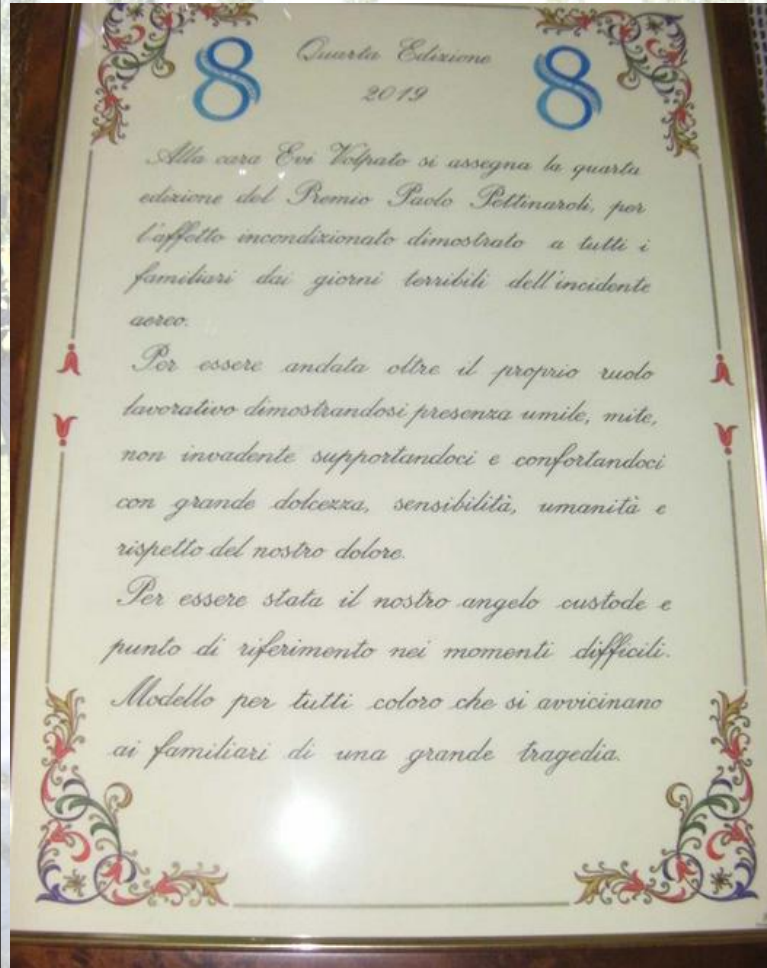 Quarta Edizione
2019
Alla cara Evi Volpato si assegna la quarta
edizione del Premio Paolo Pettinaroli, per
l'affetto incondizionato dimostrato a tutti i
familiari dai giorni terribili dell'incidente
aereo.
Per essere andata oltre il proprio ruolo
lavorativo dimostrandosi presenza umile, mite,
non invadente supportandoci e confortandoci
con grande dolcezza, sensibilità, umanità e
rispetto del nostro dolore.
Per essere stata il nostro angelo custode e
punto di riferimento nei momenti difficili.
Modello per tutti coloro che si avvicinano
ai familiari di una grande tragedia.